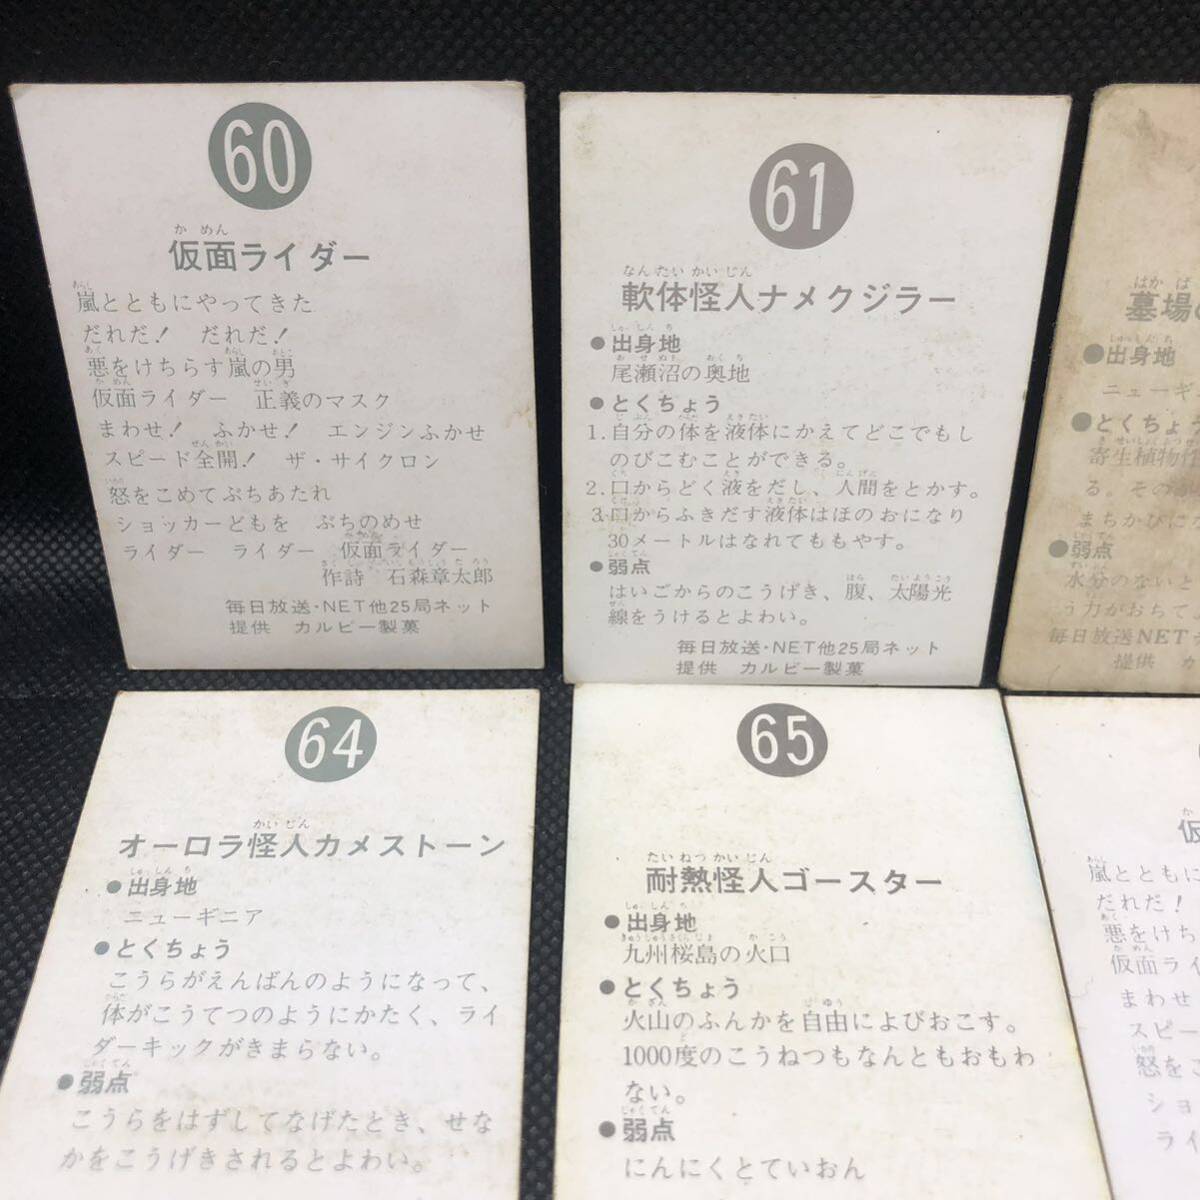 60
仮面ライダー
嵐とともにやってきた
だれだ！　だれだ！
悪をけちらす嵐の男
仮面ライダー　正義のマスク
まわせ！　ふかせ！　エンジンふかせ
スピード全開！　ザ・サイクロン
怒をこめてぶちあたれ
ショッカーどもを　ぶちのめせ
ライダー　ライダー　仮面ライダー
作詩　石森章太郎
毎日放送・NET他25局ネット
提供　カルビー製菓
61
軟体怪人ナメクジラー
●出身地
尾瀬沼の奥地
●とくちょう
1.自分の体を液体にかえてどこでもし
のびこむことができる。
2.口からどく液をだし、人間をとかす。
3.口からふきだす液体はほのおになり
30メートルはなれてももやす。
●弱点
はいごからのこうげき、腹、太陽光
線をうけるとよわい。
毎日放送・NET他25局ネット
提供　カルビー製菓
墓場の
●出身地
ニューギ
●とくちょう
寄生植物
る。その
まちかびに
●弱点
水分のないと
う力がおちて
毎日放送NET
提供　カ
64
オーロラ怪人カメストーン
●出身地
ニューギニア
●とくちょう
こうらがえんばんのようになって、
体がこうてつのようにかたく、ライ
ダーキックがきまらない。
●弱点
こうらをはずしてなげたとき、せな
かをこうげきされるとよわい。
65
耐熱怪人ゴースター
●出身地
九州桜島の火口
●とくちょう
火山のふんかを自由によびおこす。
1000度のこうねつもなんともおもわ
ない。
●弱点
にんにくとていおん
仮
嵐とともに
だれだ！
悪をけち
仮面ライ
まわせ
スピー
怒をこ
ショ
ライ